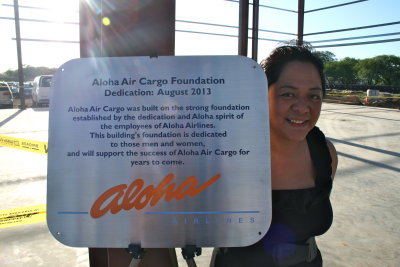 Aloha Air Cargo Foundation
Dedication: August 2013
Aloha Air Cargo was built on the strong foundation
established by the dedication and Aloha spirit of
the employees of Aloha Airlines.
This building's foundation is dedicated
to those men and women,
and will support the success of Aloha Air Cargo for
years to come.
Aloha
AIRLINES